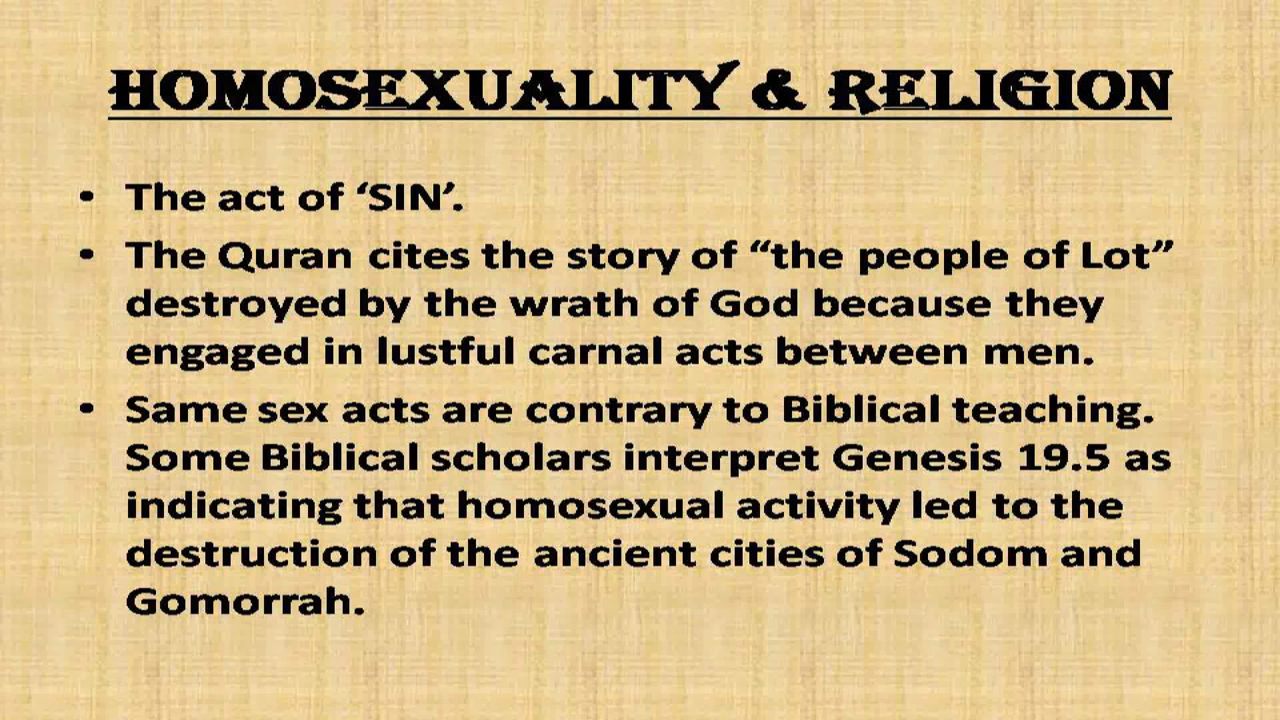 HOMOSEXUALITY & RELIGION
• The act of ‘SIN’.
• The Quran cites the story of “the people of Lot”
destroyed by the wrath of God because they
engaged in lustful carnal acts between men.
• Same sex acts are contrary to Biblical teaching.
Some Biblical scholars interpret Genesis 19.5 as
indicating that homosexual activity led to the
destruction of the ancient cities of Sodom and
Gomorrah.